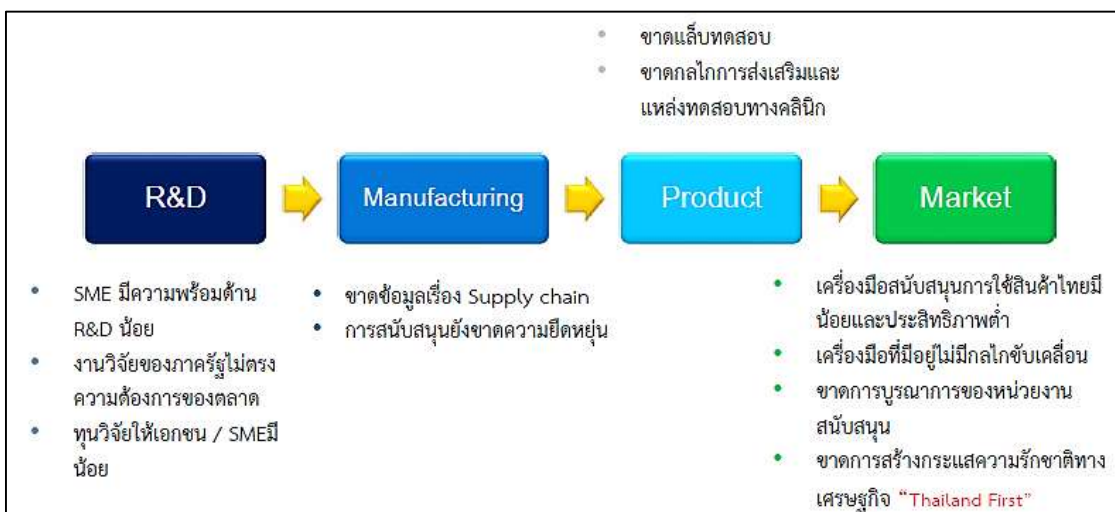 ขาดแล็บทดสอบ
ขาดกลไกการส่งเสริมและ
แหล่งทดสอบทางคลินิก
R&D
Manufacturing
Product
Market
SME มีความพร้อมด้าน
R&D น้อย
งานวิจัยของภาครัฐไม่ตรง
ความต้องการของตลาด
ทุนวิจัยให้เอกชน / SMEมี
น้อย
ขาดข้อมูลเรื่อง Supply chain
การสนับสนุนยังขาดความยืดหยุ่น
เครื่องมือสนับสนุนการใช้สินค้าไทยมี
น้อยและประสิทธิภาพต่ำ
เครื่องมือที่มีอยู่ไม่มีกลไกขับเคลื่อน
ขาดการบูรณาการของหน่วยงาน
สนับสนุน
ขาดการสร้างกระแสความรักชาติทาง
เศรษฐกิจ “Thailand First”